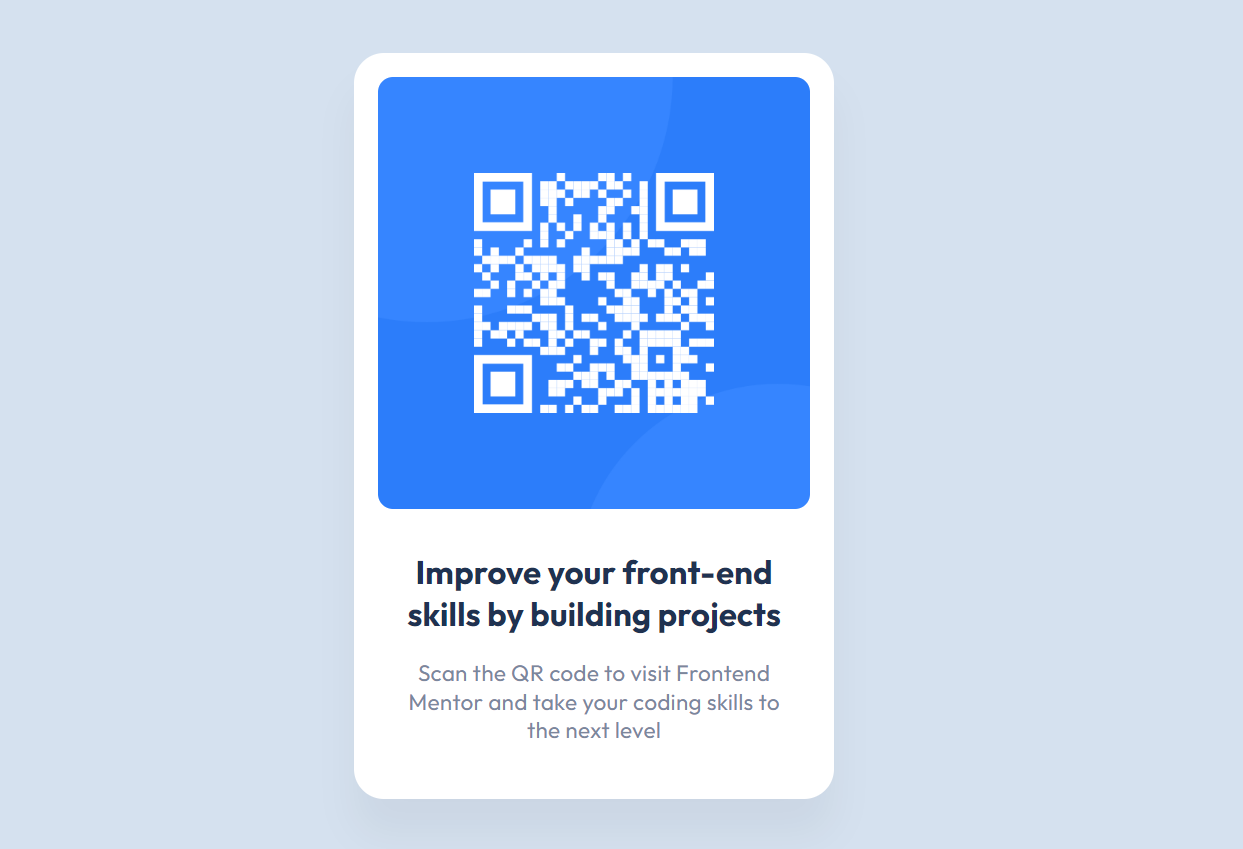 Improve your front-end
skills by building projects
Scan the QR code to visit Frontend
Mentor and take your coding skills to
the next level